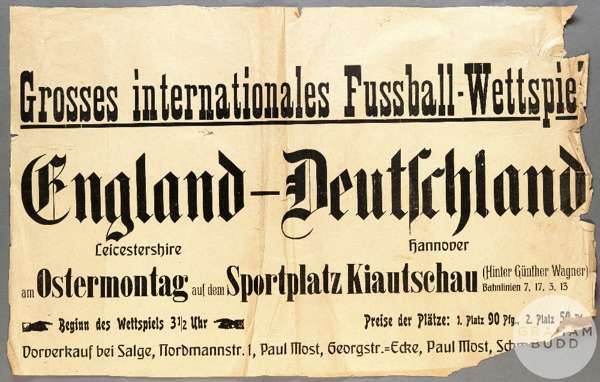 Grosses internationales Fussball-Wettspiel
England—Deutschland
Leicestershire Hannover
am Ostermontag auf dem Sportplatz Kiautschau (Hinter Günther Wagner) Bahnlinien 7, 17, 3, 13
Beginn des Wettspiels 3½ Uhr Preise der Plätze: 1. Platz 90 Pfg., 2. Platz 50
Vorverkauf bei Salge, Nordmannstr. 1, Paul Most, Georgstr.=Ecke, Paul Most,
BUDD